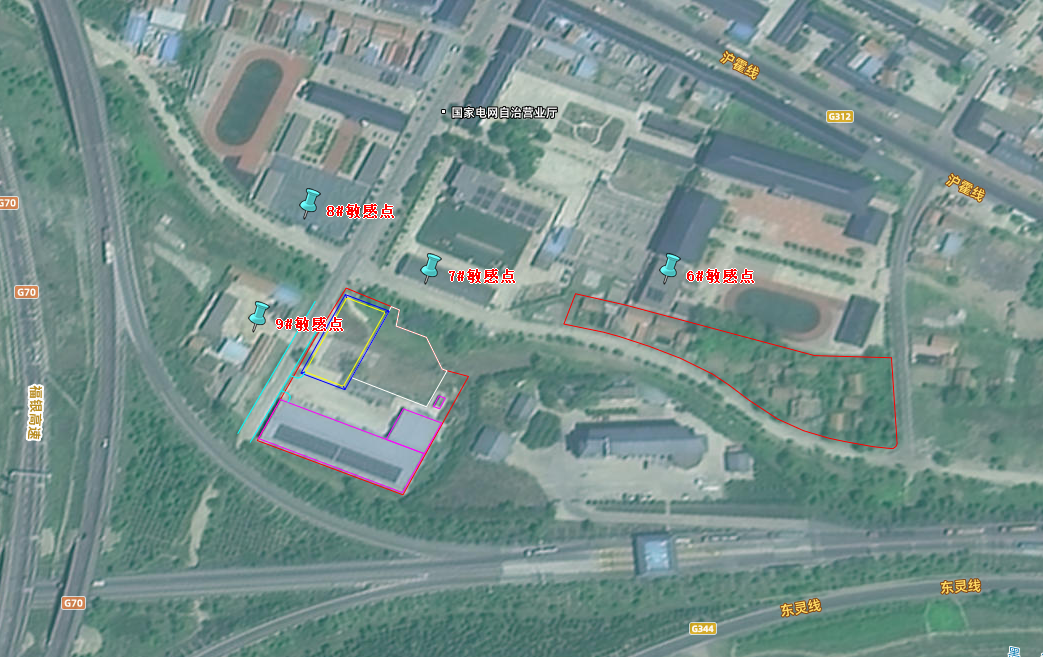 沪霍线
国家电网自治营业厅
G312
沪霍线
G70
8#敏感点
7#敏感点
6#敏感点
G70
9#敏感点
福银高速
东灵线
东灵线
G70
G344